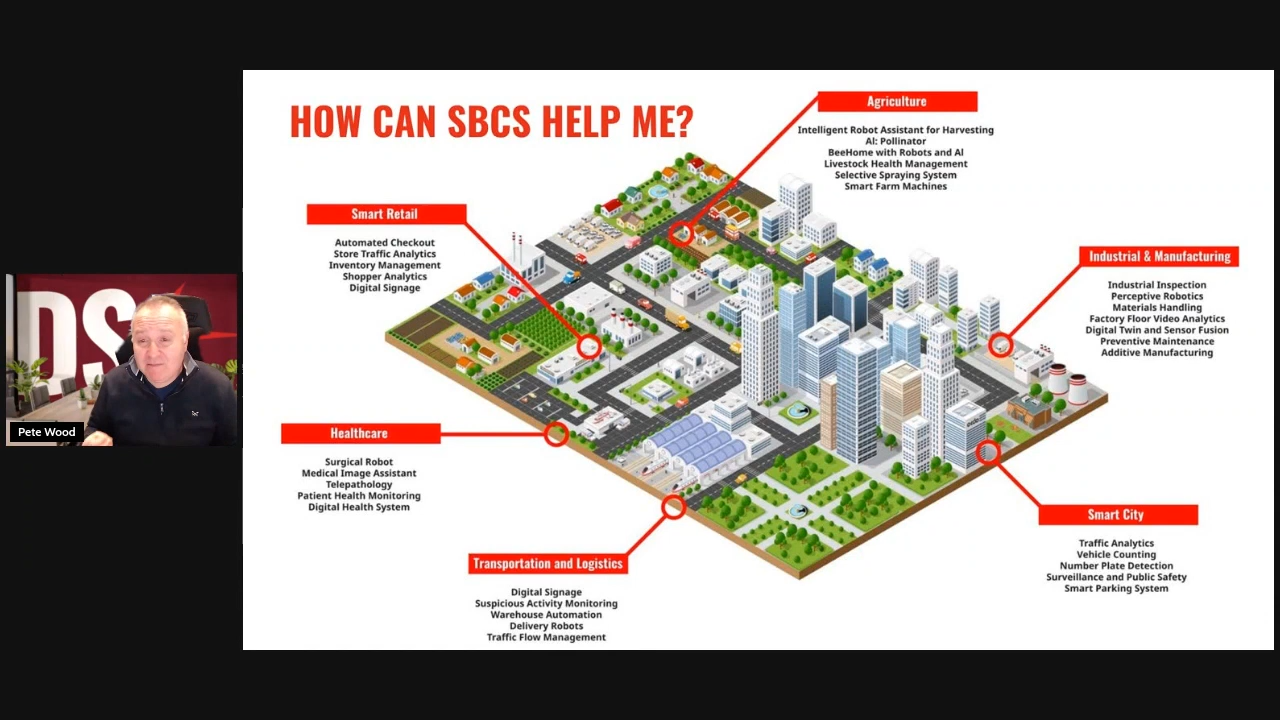 HOW CAN SBCS HELP ME?
Agriculture
Intelligent Robot Assistant for Harvesting
AI: Pollinator
BeeHome with Robots and AI
Livestock Health Management
Selective Spraying System
Smart Farm Machines
Smart Retail
Automated Checkout
Store Traffic Analytics
Inventory Management
Shopper Analytics
Digital Signage
Industrial & Manufacturing
Industrial Inspection
Perceptive Robotics
Materials Handling
Factory Floor Video Analytics
Digital Twin and Sensor Fusion
Preventive Maintenance
Additive Manufacturing
DS
Pete Wood
Healthcare
Surgical Robot
Medical Image Assistant
Telepathology
Patient Health Monitoring
Digital Health System
Smart City
Traffic Analytics
Vehicle Counting
Number Plate Detection
Surveillance and Public Safety
Smart Parking System
Transportation and Logistics
Digital Signage
Suspicious Activity Monitoring
Warehouse Automation
Delivery Robots
Traffic Flow Management